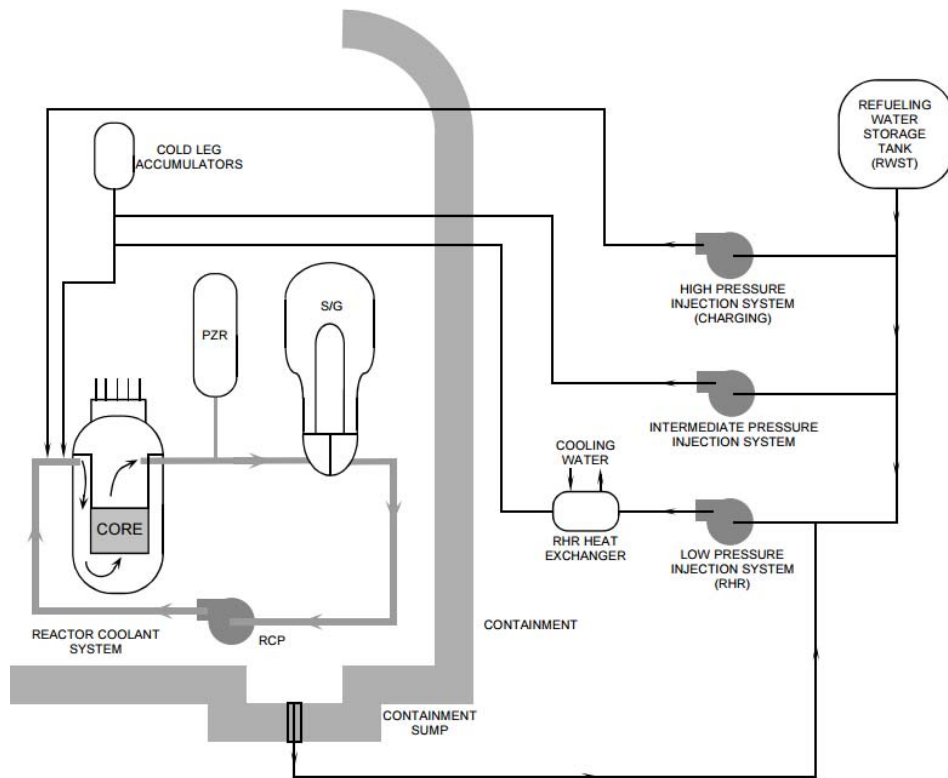 REFUELING
WATER
STORAGE
TANK
(RWST)
COLD LEG
ACCUMULATORS
HIGH PRESSURE
INJECTION SYSTEM
(CHARGING)
S/G
PZR
INTERMEDIATE PRESSURE
INJECTION SYSTEM
COOLING
WATER
RHR HEAT
EXCHANGER
LOW PRESSURE
INJECTION SYSTEM
(RHR)
CORE
REACTOR COOLANT
SYSTEM
RCP
CONTAINMENT
CONTAINMENT
SUMP